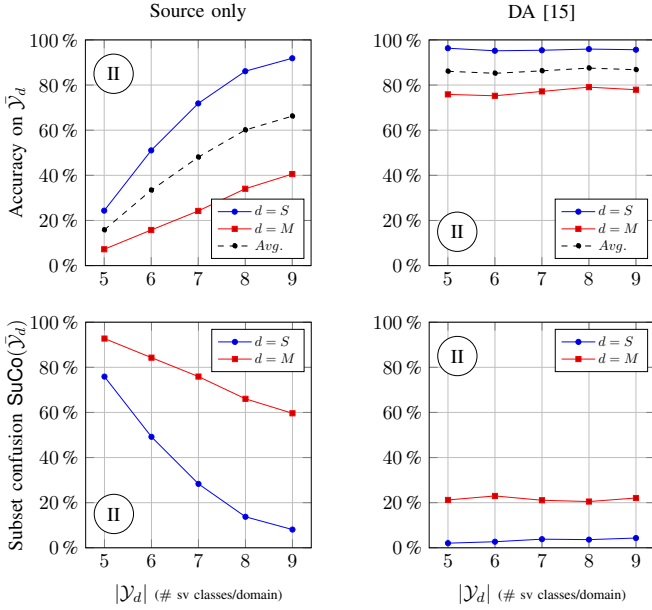 Source only
DA [15]
100 %
80 %
60 %
40 %
20 %
0 %
Accuracy on Ȳ_d
II
d = S
d = M
Avg.
5 6 7 8 9
100 %
80 %
60 %
40 %
20 %
0 %
II
d = S
d = M
Avg.
5 6 7 8 9
100 %
80 %
60 %
40 %
20 %
0 %
Subset confusion SuCo(Ȳ_d)
II
d = S
d = M
5 6 7 8 9
|Y_d| (# sv classes/domain)
100 %
80 %
60 %
40 %
20 %
0 %
II
d = S
d = M
5 6 7 8 9
|Y_d| (# sv classes/domain)